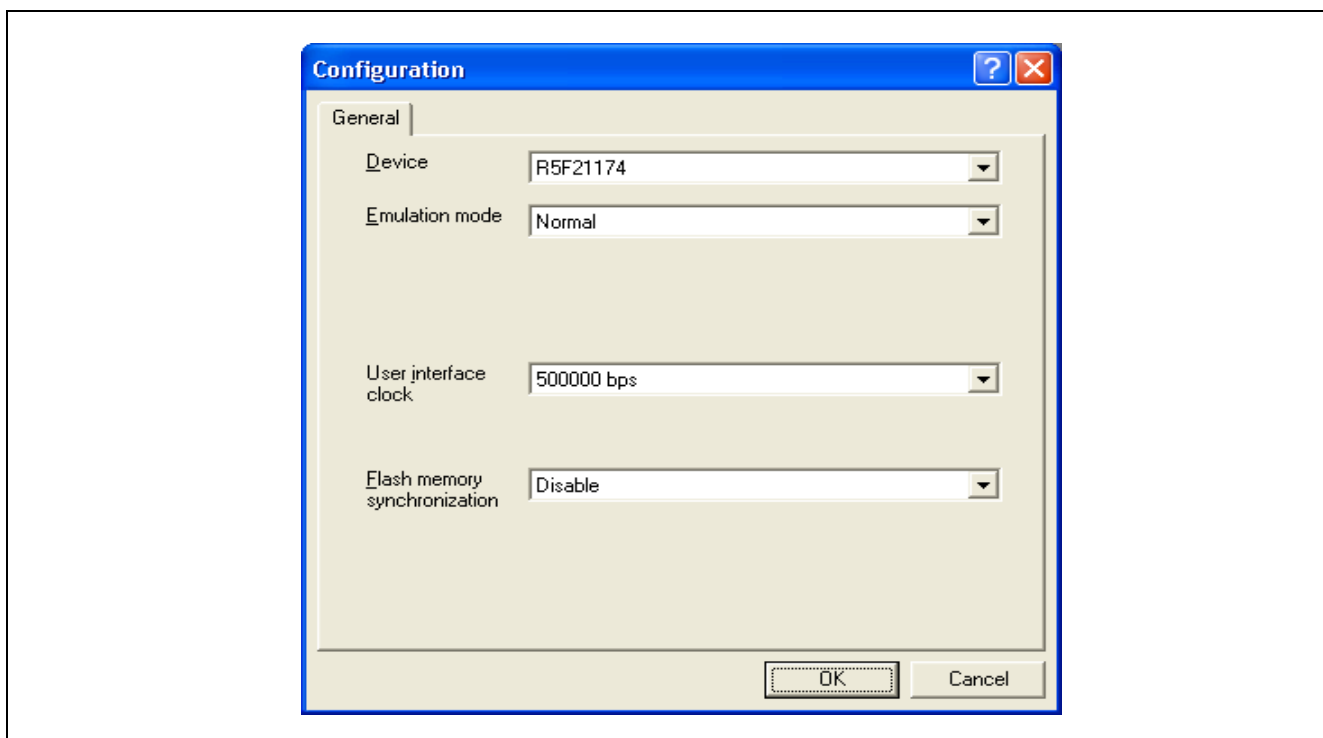 Configuration
General
Device
R5F21174
Emulation mode
Normal
User interface
clock
500000 bps
Flash memory
synchronization
Disable
OK
Cancel